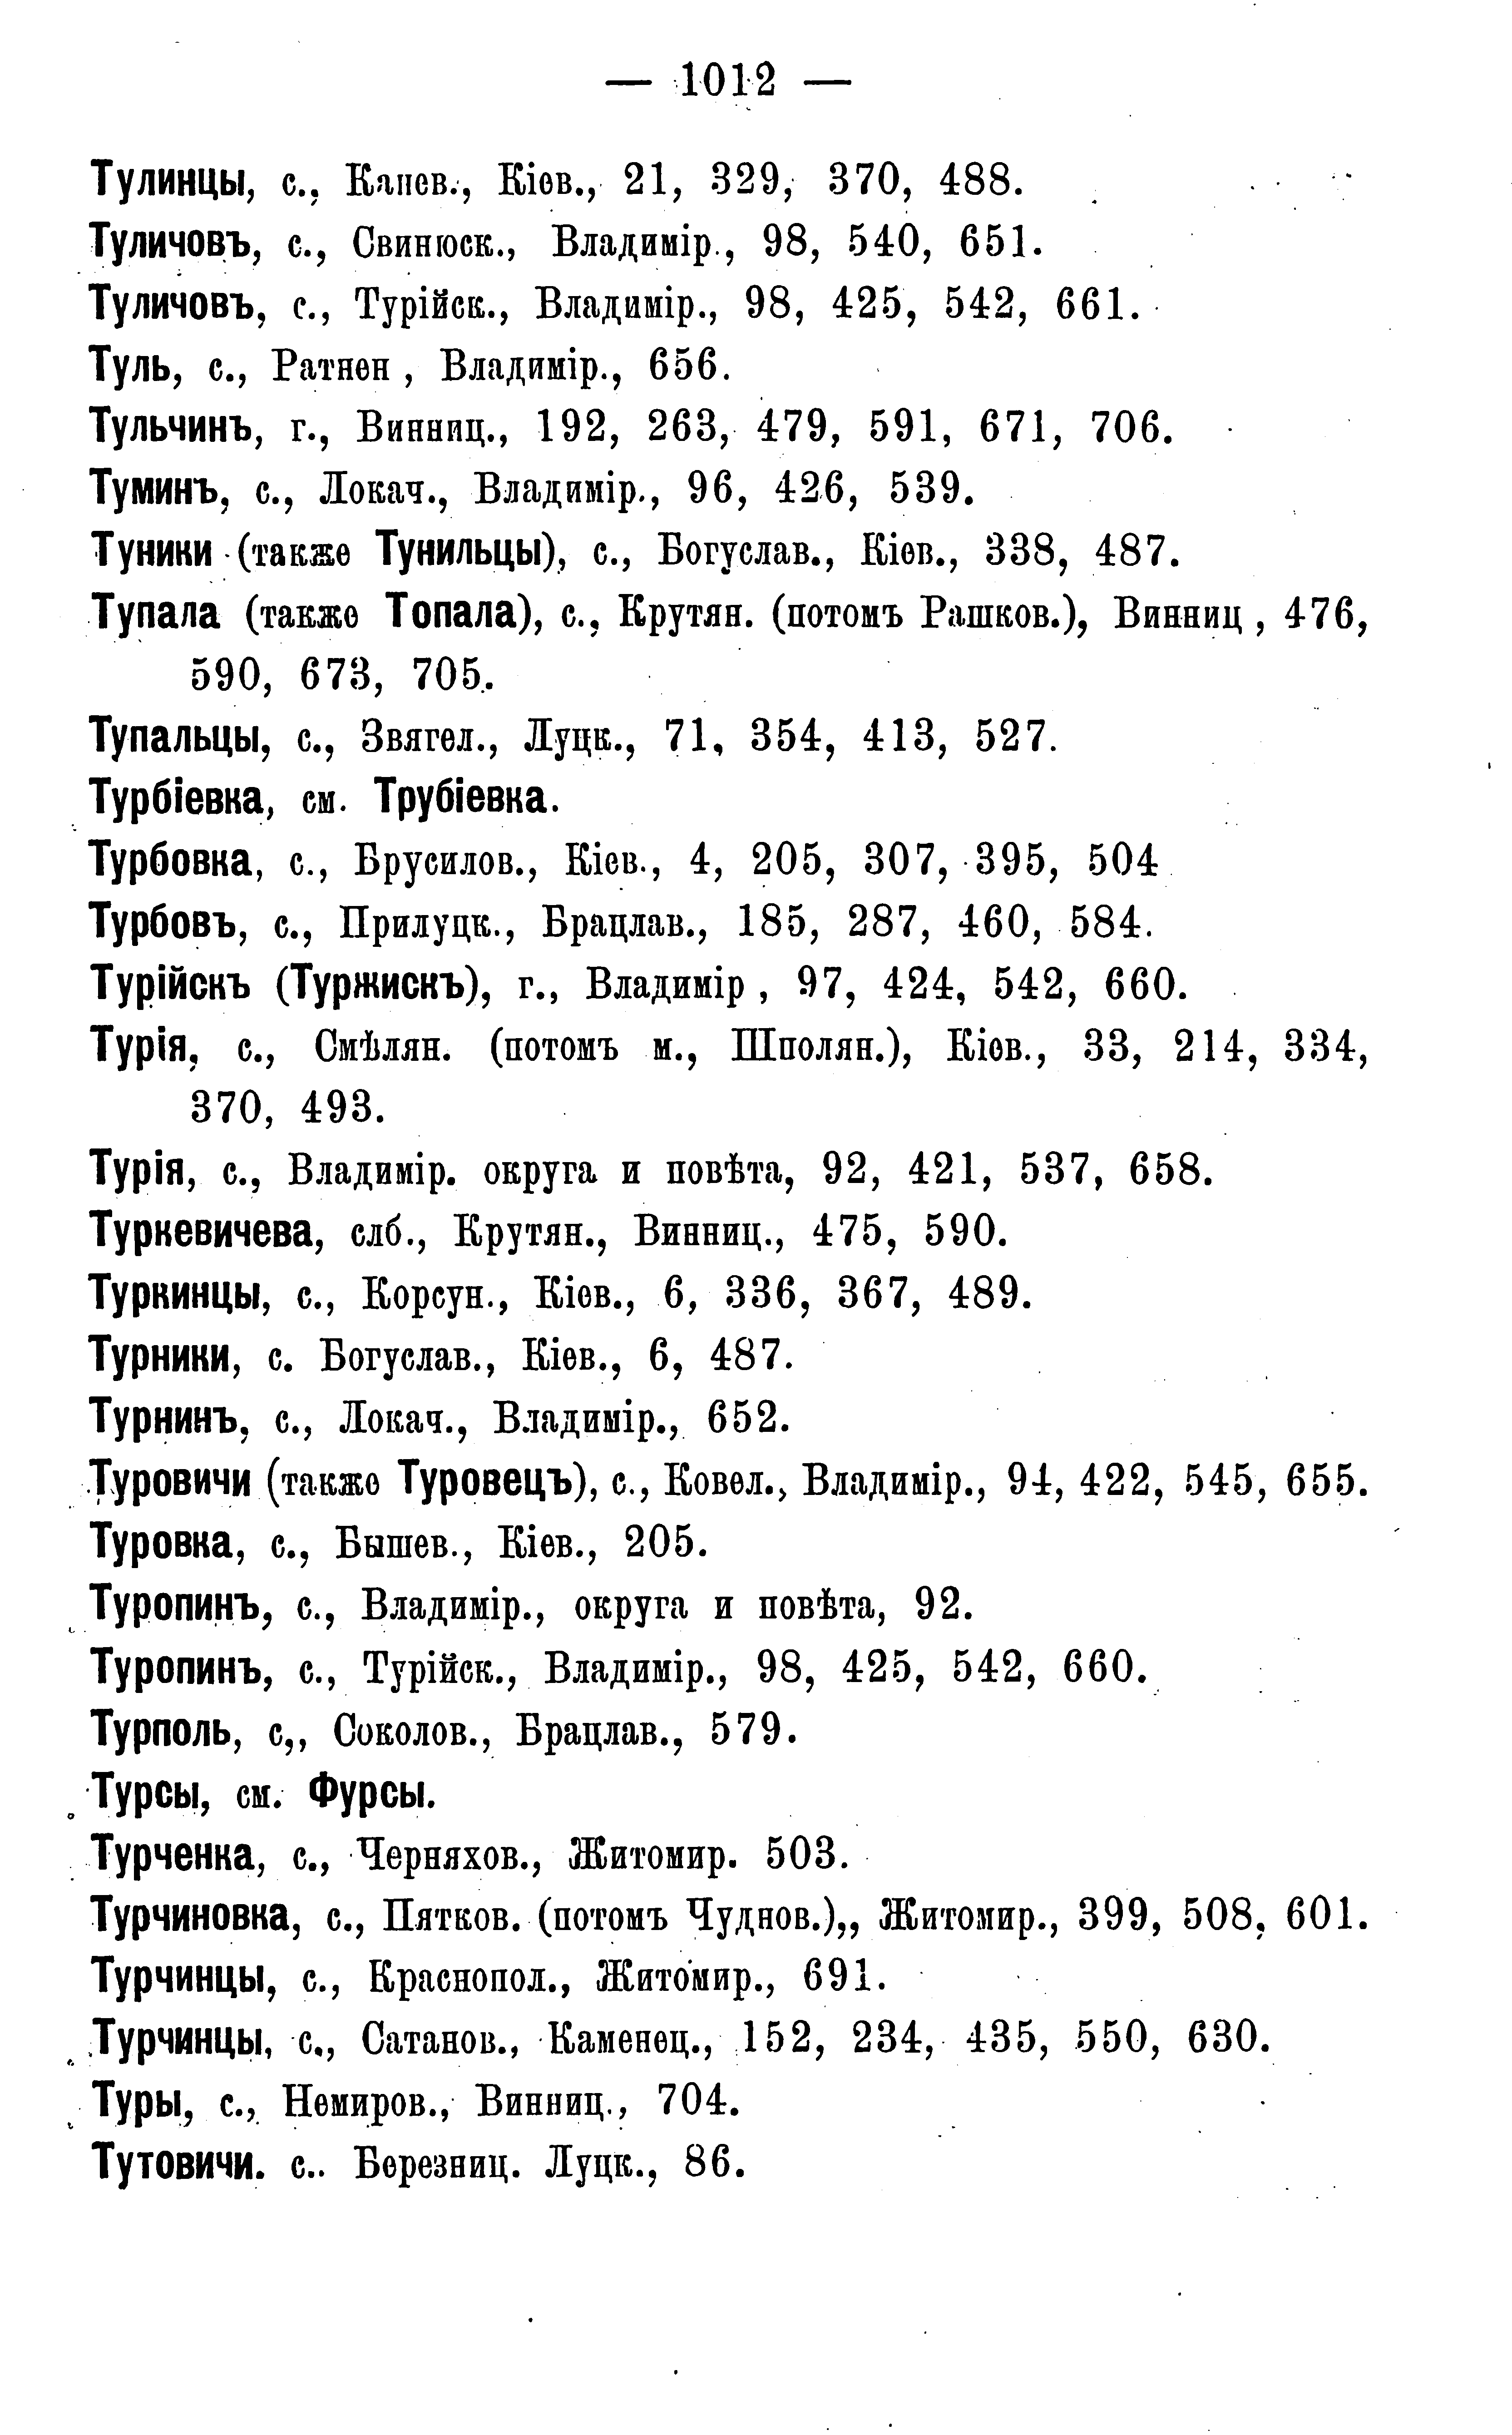 — 1012 —
Тулинцы, с., Канев., Кіев., 21, 329, 370, 488.
Туличовъ, с., Свинюск., Владимір., 98, 540, 651.
Туличовъ, с., Турійск., Владимір., 98, 425, 542, 661.
Туль, с., Ратнен , Владимір., 656.
Тульчинъ, г., Винниц., 192, 263, 479, 591, 671, 706.
Туминъ, с., Локач., Владимір., 96, 426, 539.
Туники (также Тунильцы), с., Богуслав., Кіев., 338, 487.
Тупала (также Топала), с., Крутян. (потомъ Рашков.), Винниц , 476,
590, 673, 705.
Тупальцы, с., Звягел., Луцк., 71, 354, 413, 527.
Турбіевка, см. Трубіевка.
Турбовка, с., Брусилов., Кіев., 4, 205, 307, 395, 504
Турбовъ, с., Прилуцк., Брацлав., 185, 287, 460, 584.
Турійскъ (Туржискъ), г., Владимір , 97, 424, 542, 660.
Турія, с., Смѣлян. (потомъ м., Шполян.), Кіев., 33, 214, 334,
370, 493.
Турія, с., Владимір. округа и повѣта, 92, 421, 537, 658.
Туркевичева, слб., Крутян., Винниц., 475, 590.
Туркинцы, с., Корсун., Кіев., 6, 336, 367, 489.
Турники, с. Богуслав., Кіев., 6, 487.
Турнинъ, с., Локач., Владимір., 652.
Туровичи (также Туровецъ), с., Ковел., Владимір., 94, 422, 545, 655.
Туровка, с., Бышев., Кіев., 205.
Туропинъ, с., Владимір., округа и повѣта, 92.
Туропинъ, с., Турійск., Владимір., 98, 425, 542, 660.
Турполь, с,, Соколов., Брацлав., 579.
Турсы, см. Фурсы.
Турченка, с., Черняхов., Житомир. 503.
Турчиновка, с., Пятков. (потомъ Чуднов.),, Житомир., 399, 508, 601.
Турчинцы, с., Краснопол., Житомир., 691.
Турчинцы, с., Сатанов., Каменец., 152, 234, 435, 550, 630.
Туры, с., Немиров., Винниц., 704.
Тутовичи. с.. Березниц. Луцк., 86.